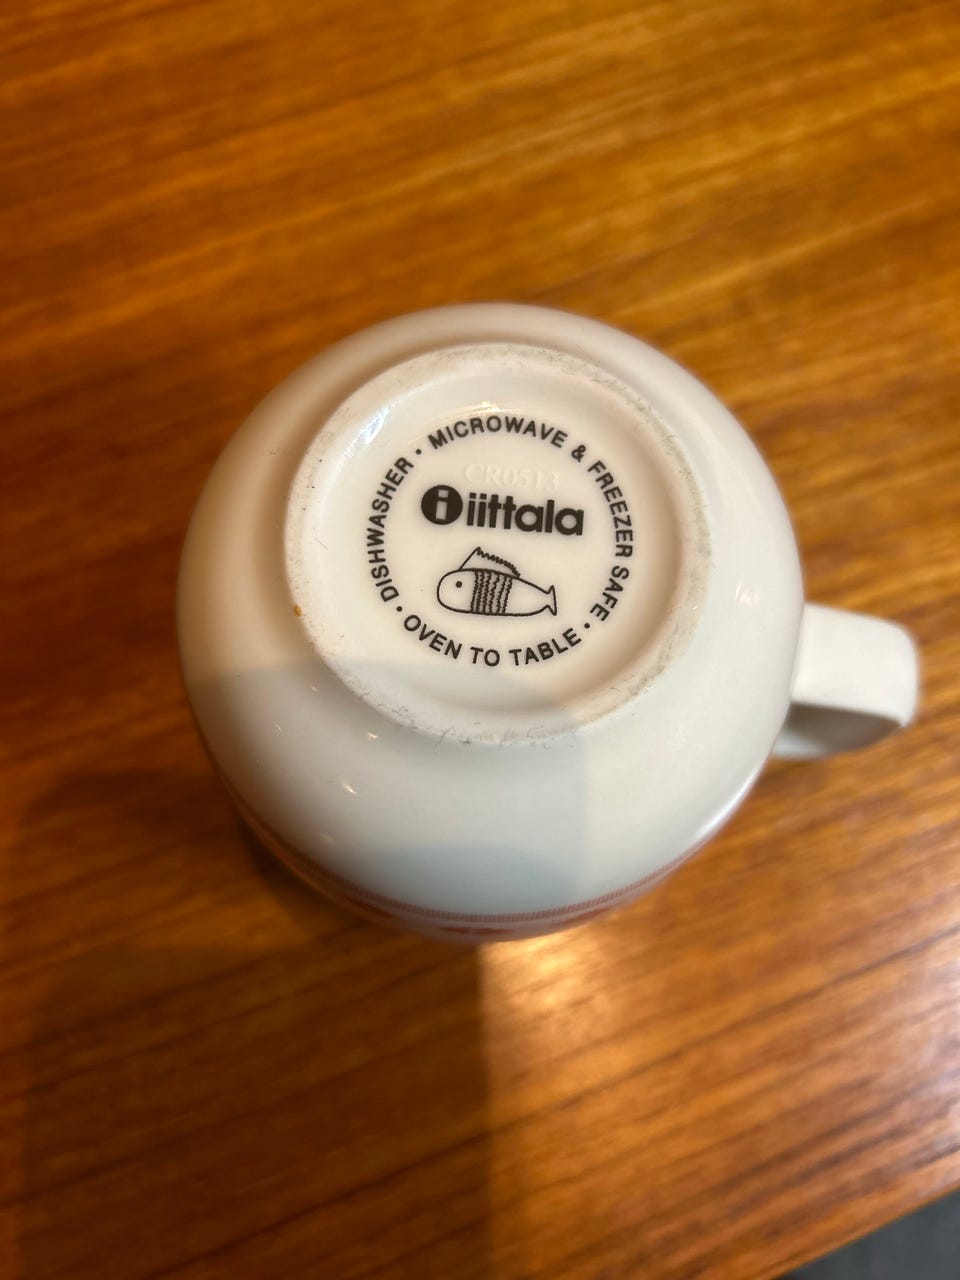 DISHWASHER • MICROWAVE & FREEZER SAFE • OVEN TO TABLE •
CR0513
i iittala